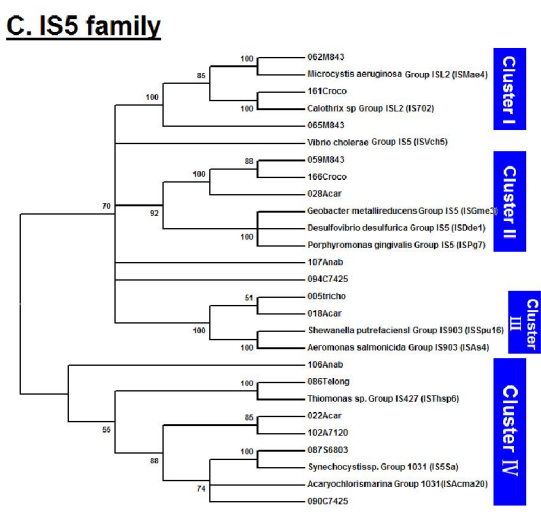 C. IS5 family
062M843
100
85
Microcystis aeruginosa Group ISL2 (ISMae4)
161Croco
100
100
Calothrix sp Group ISL2 (IS702)
065M843
Cluster I
Vibrio cholerae Group IS5 (ISVch5)
059M843
88
166Croco
028Acar
70
92
Geobacter metallireducens Group IS5 (ISGme3)
Desulfovibrio desulfurica Group IS5 (ISDde1)
100
Porphyromonas gingivalis Group IS5 (ISPg7)
Cluster II
107Anab
094C7425
005tricho
51
018Acar
100
Shewanella putrefaciensl Group IS903 (ISSpu16)
100
Aeromonas salmonicida Group IS903 (ISAs4)
Cluster
III
106Anab
086Telong
100
Thiomonas sp. Group IS427 (ISThsp6)
55
022Acar
85
102A7120
88
087S6803
100
Synechocystissp. Group 1031 (IS5Sa)
74
Acaryochlorismarina Group 1031(ISAcma20)
090C7425
Cluster IV